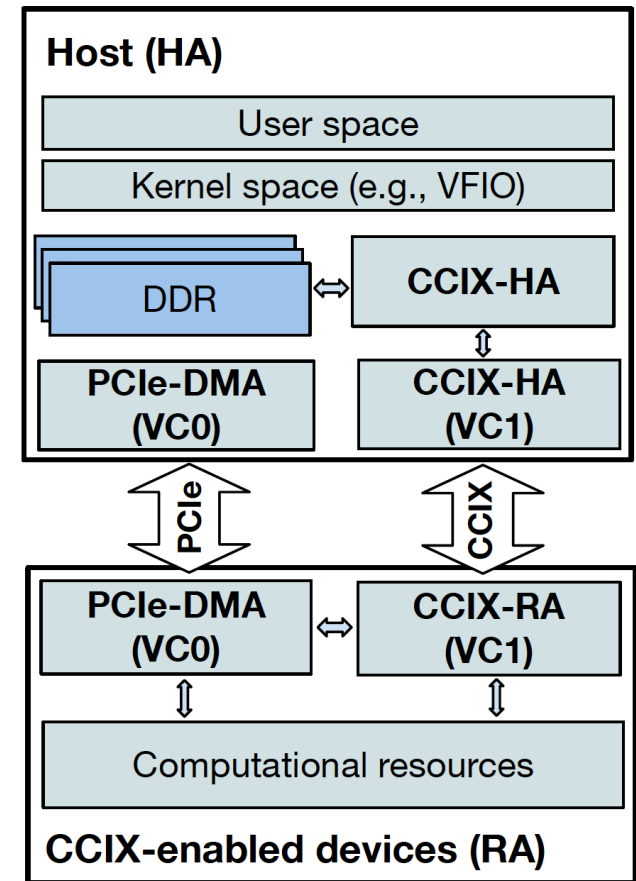 Host (HA)
User space
Kernel space (e.g., VFIO)
DDR
CCIX-HA
PCIe-DMA
(VC0)
CCIX-HA
(VC1)
PCIe
CCIX
PCIe-DMA
(VC0)
CCIX-RA
(VC1)
Computational resources
CCIX-enabled devices (RA)